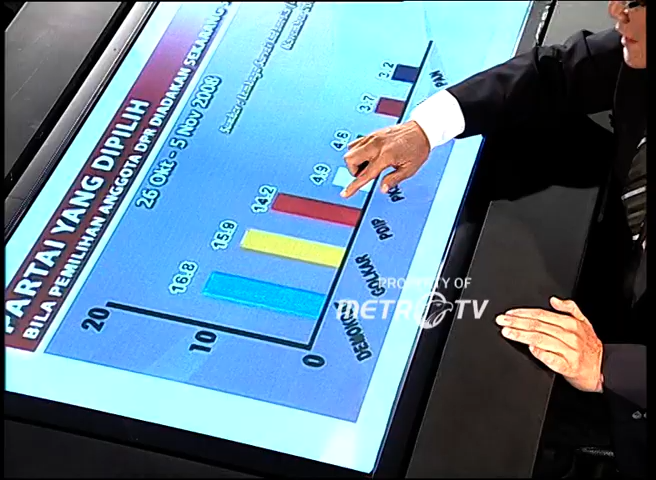 PARTAI YANG DIPILIH
BILA PEMILIHAN ANGGOTA DPR DIADAKAN SEKARANG
26 Okt - 5 Nov 2008
20
10
0
16.8
15.9
14.2
4.9
4.8
3.7
3.2
DEMOKRAT
GOLKAR
PDIP
PKS
PAN
PROPERTY OF
METRO TV